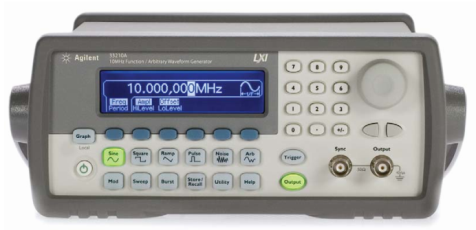 Agilent 33210A
10MHz Function / Arbitrary Waveform Generator
LXI
10.000,000MHz
Freq Ampl Offset
Period HiLevel LoLevel
7 8 9
4 5 6
1 2 3
0 . +/-
Graph
Local
Sine Square Ramp Pulse Noise Arb
Trigger
Sync Output
Mod Sweep Burst Store/Recall Utility Help
Output